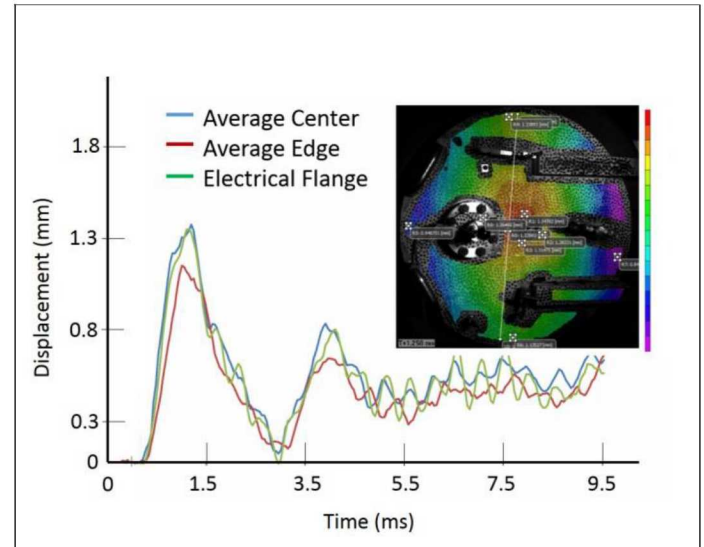 Average Center
Average Edge
Electrical Flange
1.8
1.3
0.8
0.3
0
Displacement (mm)
0
1.5
3.5
5.5
7.5
9.5
Time (ms)